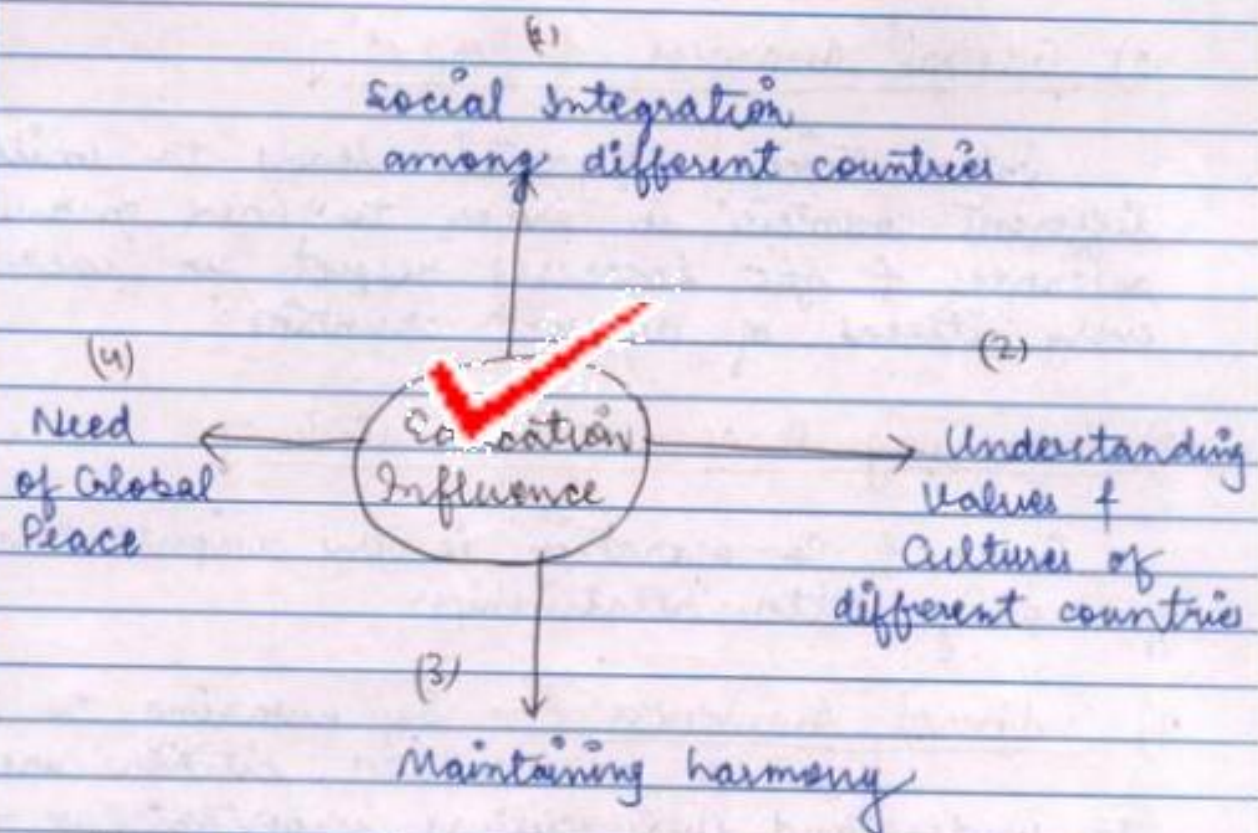 (1)
Social Integration
among different countries
(4)
Need
of Global
Peace
Education
Influence
(2)
Understanding
Values &
Cultures of
different countries
(3)
Maintaining harmony